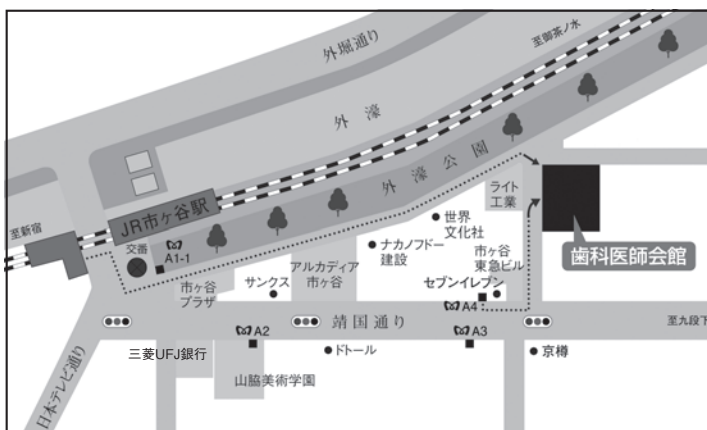 外堀通り
至御茶ノ水
外濠
外濠公園
JR市ヶ谷駅
至新宿
交番
A1-1
ライト
工業
世界
文化社
ナカノフドー
建設
歯科医師会館
市ヶ谷
東急ビル
アルカディア
市ヶ谷
サンクス
市ヶ谷
プラザ
セブンイレブン
A4
靖国通り
至九段下
A2
A3
三菱UFJ銀行
ドトール
京樽
山脇美術学園
日本テレビ通り